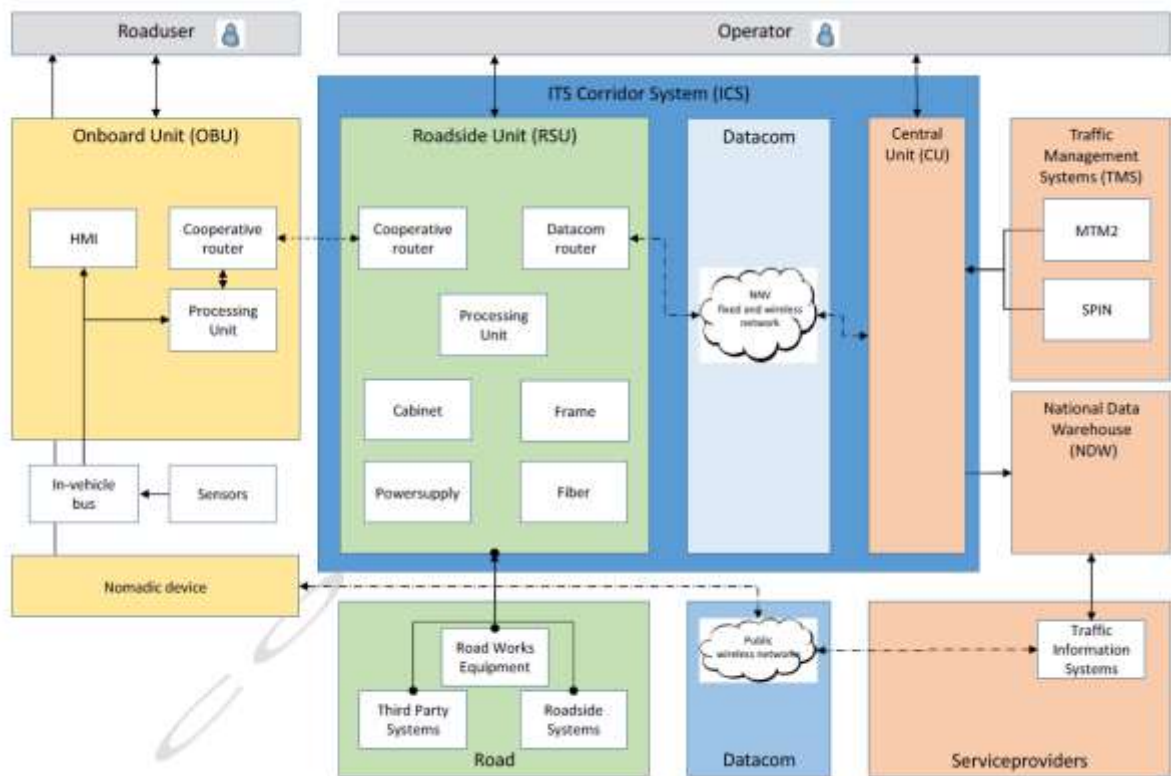 Roaduser
Operator
ITS Corridor System (ICS)
Onboard Unit (OBU)
HMI
Cooperative
router
Processing
Unit
Roadside Unit (RSU)
Cooperative
router
Datacom
router
Processing
Unit
Cabinet
Frame
Powersupply
Fiber
Datacom
NNV
fixed and wireless
network
Central
Unit (CU)
Traffic
Management
Systems (TMS)
MTM2
SPIN
National Data
Warehouse
(NDW)
In-vehicle
bus
Sensors
Nomadic device
Road Works
Equipment
Third Party
Systems
Roadside
Systems
Road
Public
wireless networks
Datacom
Traffic
Information
Systems
Serviceproviders